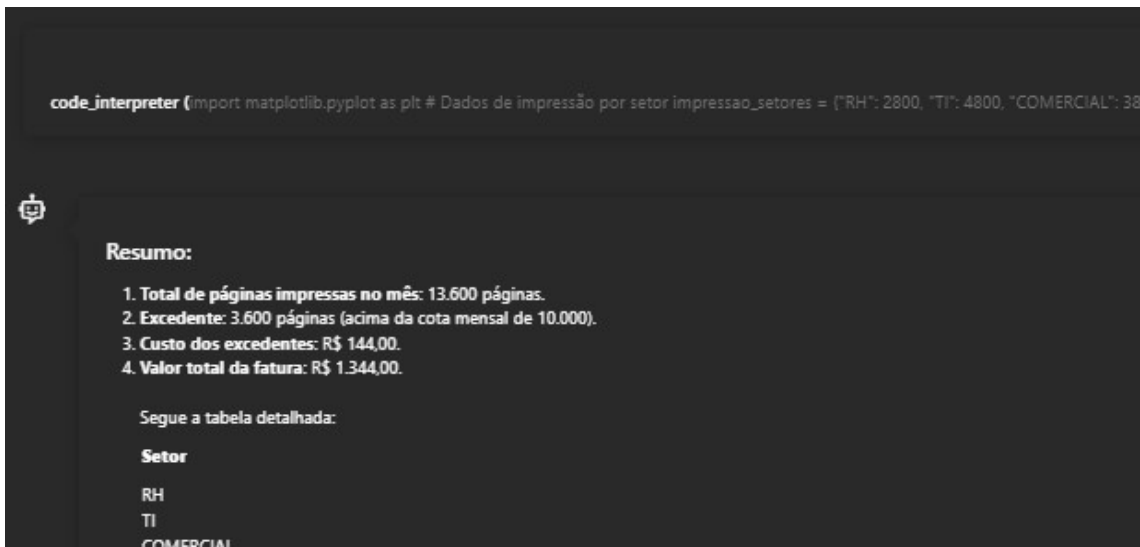 code_interpreter (import matplotlib.pyplot as plt # Dados de impressão por setor impressao_setores = {"RH": 2800, "TI": 4800, "COMERCIAL": 38
Resumo:
1. Total de páginas impressas no mês: 13.600 páginas.
2. Excedente: 3.600 páginas (acima da cota mensal de 10.000).
3. Custo dos excedentes: R$ 144,00.
4. Valor total da fatura: R$ 1.344,00.
Segue a tabela detalhada:
Setor
RH
TI
COMERCIAL